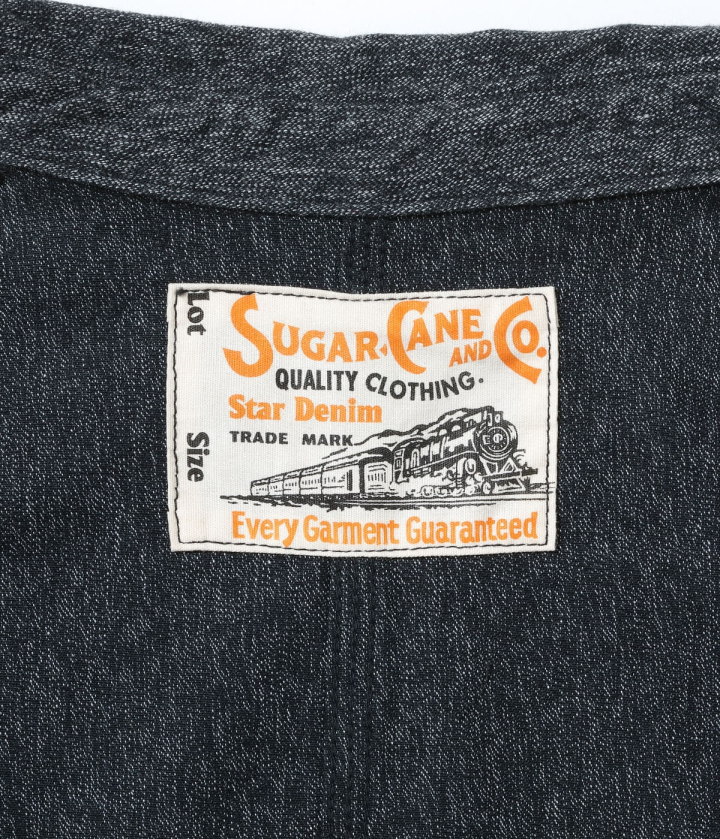 Lot
Size
SUGAR CANE AND CO.
QUALITY CLOTHING.
Star Denim
TRADE MARK
Every Garment Guaranteed